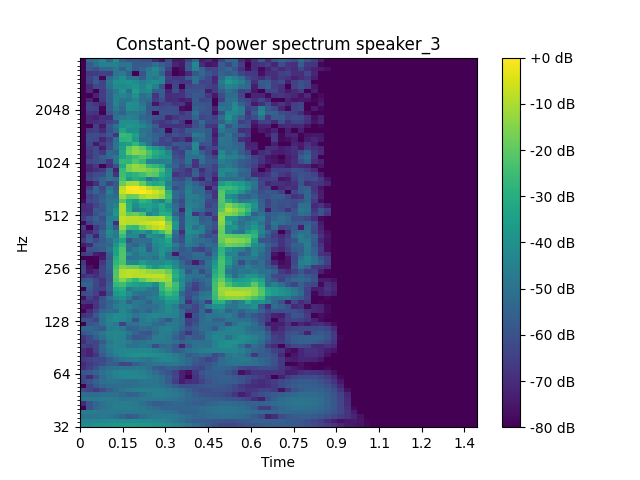 Constant-Q power spectrum speaker_3
Hz
2048
1024
512
256
128
64
32
0 0.15 0.3 0.45 0.6 0.75 0.9 1.1 1.2 1.4
Time
+0 dB
-10 dB
-20 dB
-30 dB
-40 dB
-50 dB
-60 dB
-70 dB
-80 dB